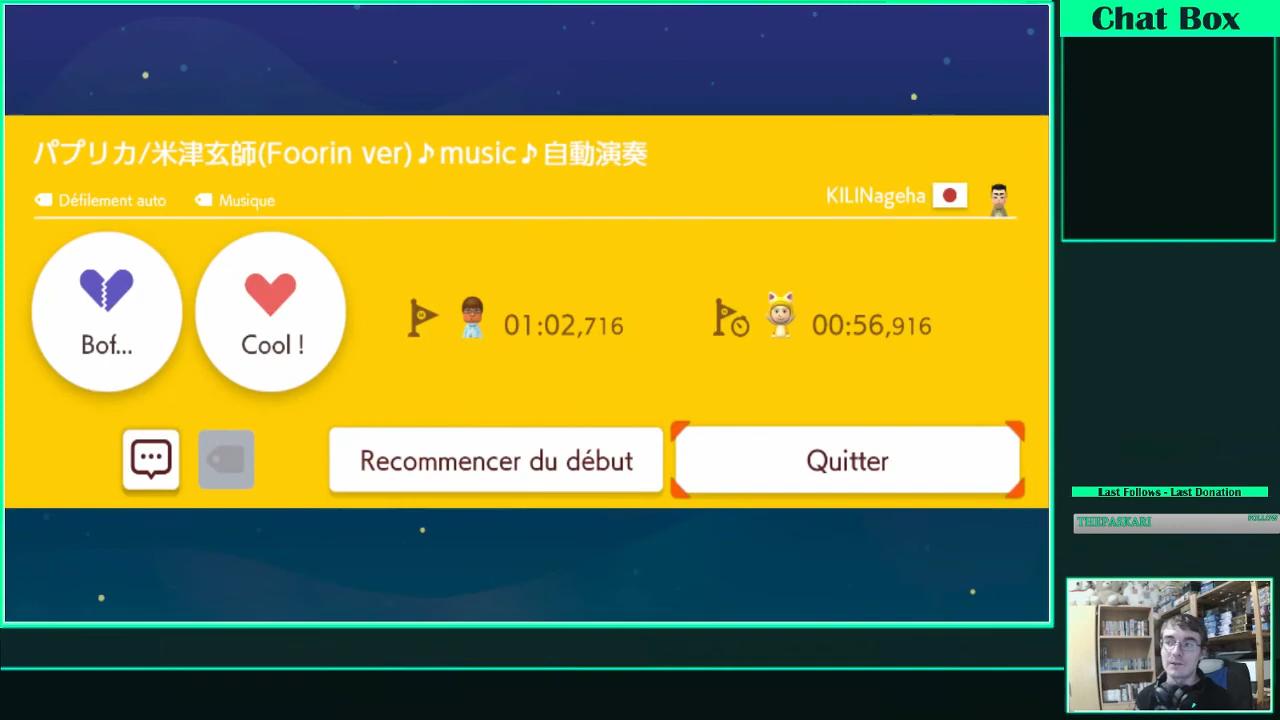 Chat Box
パプリカ/米津玄師(Foorin ver)♪music♪自動演奏
Défilement auto Musique
KILINageha
Bof...
Cool !
01:02,716
00:56,916
Recommencer du début
Quitter
Last Follows - Last Donation
THEPASKARI
FOLLOW